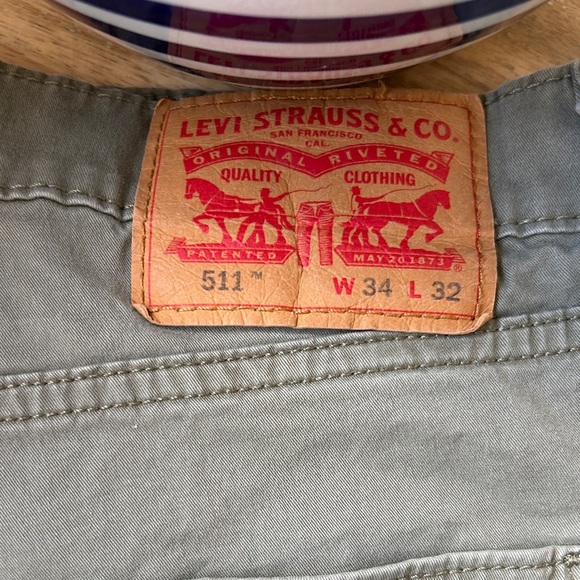 LEVI STRAUSS & CO.
SAN FRANCISCO
CAL.
ORIGINAL RIVETED
QUALITY CLOTHING
PATENTED MAY 20 1873 ®
511™ W 34 L 32